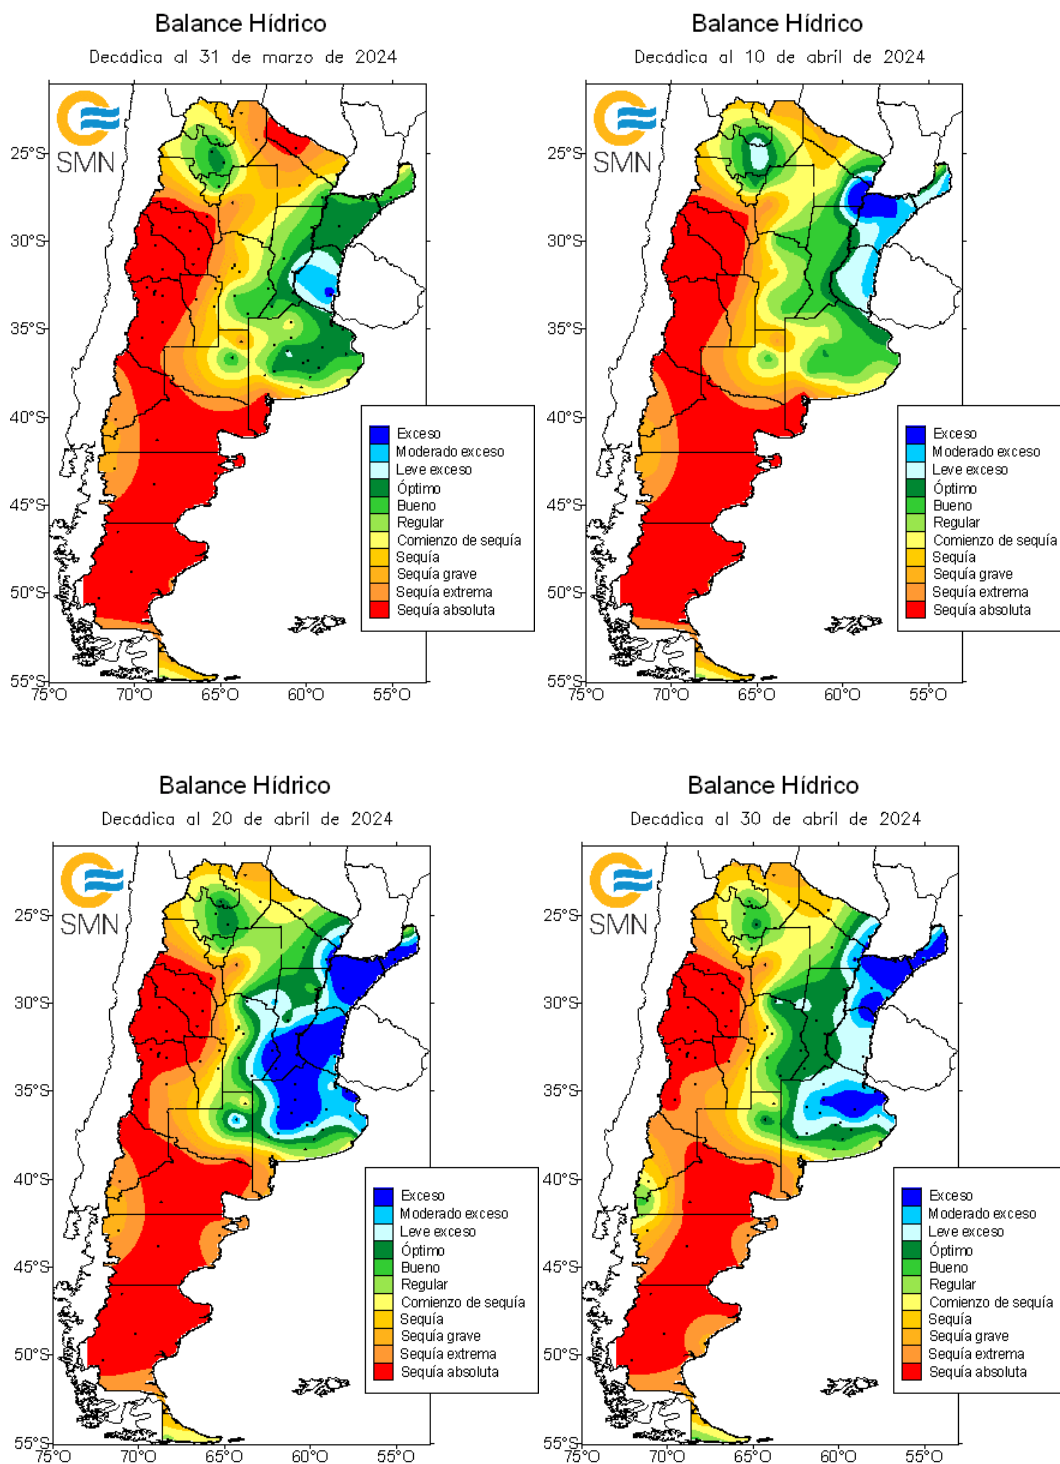 Balance Hídrico
Decádica al 31 de marzo de 2024
SMN
25°S
30°S
35°S
40°S
45°S
50°S
55°S
75°O 70°O 65°O 60°O 55°O
Exceso
Moderado exceso
Leve exceso
Óptimo
Bueno
Regular
Comienzo de sequía
Sequía
Sequía grave
Sequía extrema
Sequía absoluta
Balance Hídrico
Decádica al 10 de abril de 2024
SMN
25°S
30°S
35°S
40°S
45°S
50°S
55°S
75°O 70°O 65°O 60°O 55°O
Exceso
Moderado exceso
Leve exceso
Óptimo
Bueno
Regular
Comienzo de sequía
Sequía
Sequía grave
Sequía extrema
Sequía absoluta
Balance Hídrico
Decádica al 20 de abril de 2024
SMN
25°S
30°S
35°S
40°S
45°S
50°S
55°S
75°O 70°O 65°O 60°O 55°O
Exceso
Moderado exceso
Leve exceso
Óptimo
Bueno
Regular
Comienzo de sequía
Sequía
Sequía grave
Sequía extrema
Sequía absoluta
Balance Hídrico
Decádica al 30 de abril de 2024
SMN
25°S
30°S
35°S
40°S
45°S
50°S
55°S
75°O 70°O 65°O 60°O 55°O
Exceso
Moderado exceso
Leve exceso
Óptimo
Bueno
Regular
Comienzo de sequía
Sequía
Sequía grave
Sequía extrema
Sequía absoluta